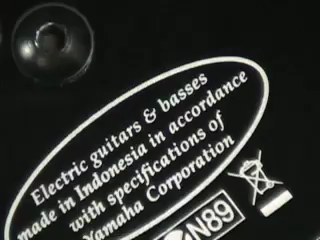 Electric guitars & basses
made in Indonesia in accordance
with specifications of
Yamaha Corporation
N89